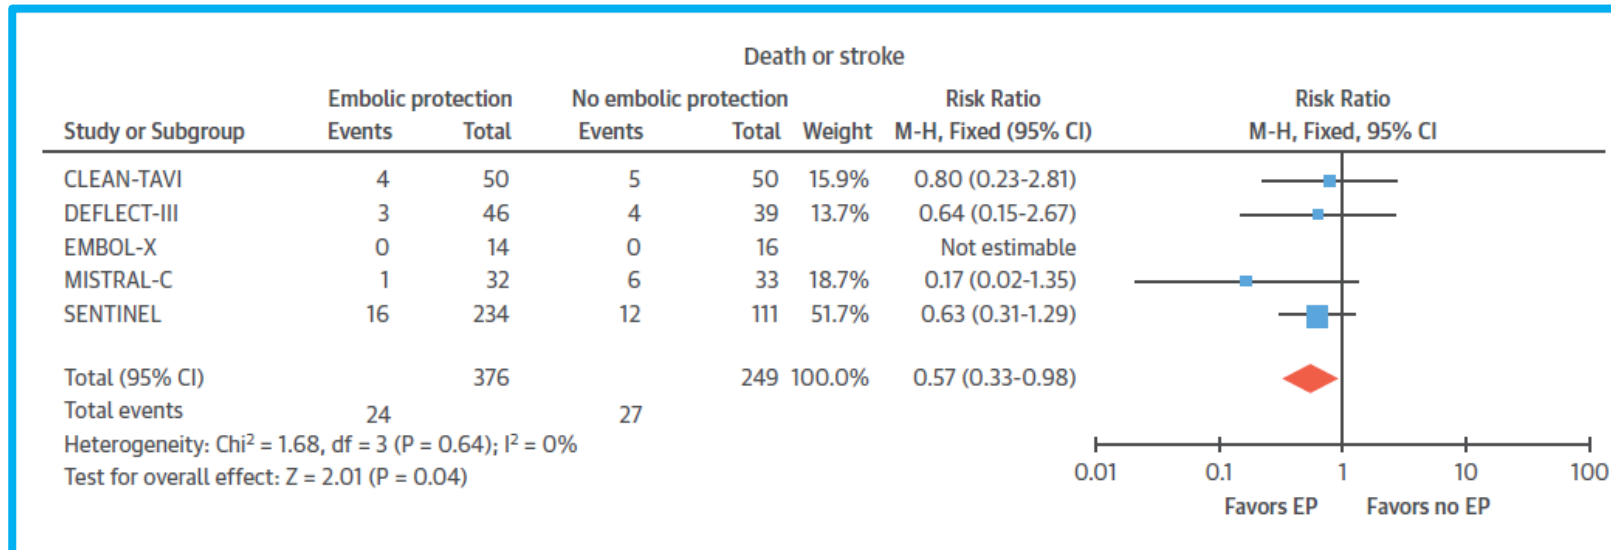 Death or stroke
Embolic protection No embolic protection Risk Ratio Risk Ratio
Study or Subgroup Events Total Events Total Weight M-H, Fixed (95% CI) M-H, Fixed, 95% CI
CLEAN-TAVI 4 50 5 50 15.9% 0.80 (0.23-2.81)
DEFLECT-III 3 46 4 39 13.7% 0.64 (0.15-2.67)
EMBOL-X 0 14 0 16 Not estimable
MISTRAL-C 1 32 6 33 18.7% 0.17 (0.02-1.35)
SENTINEL 16 234 12 111 51.7% 0.63 (0.31-1.29)
Total (95% CI) 376 249 100.0% 0.57 (0.33-0.98)
Total events 24 27
Heterogeneity: Chi² = 1.68, df = 3 (P = 0.64); I² = 0%
Test for overall effect: Z = 2.01 (P = 0.04)
0.01 0.1 1 10 100
Favors EP Favors no EP